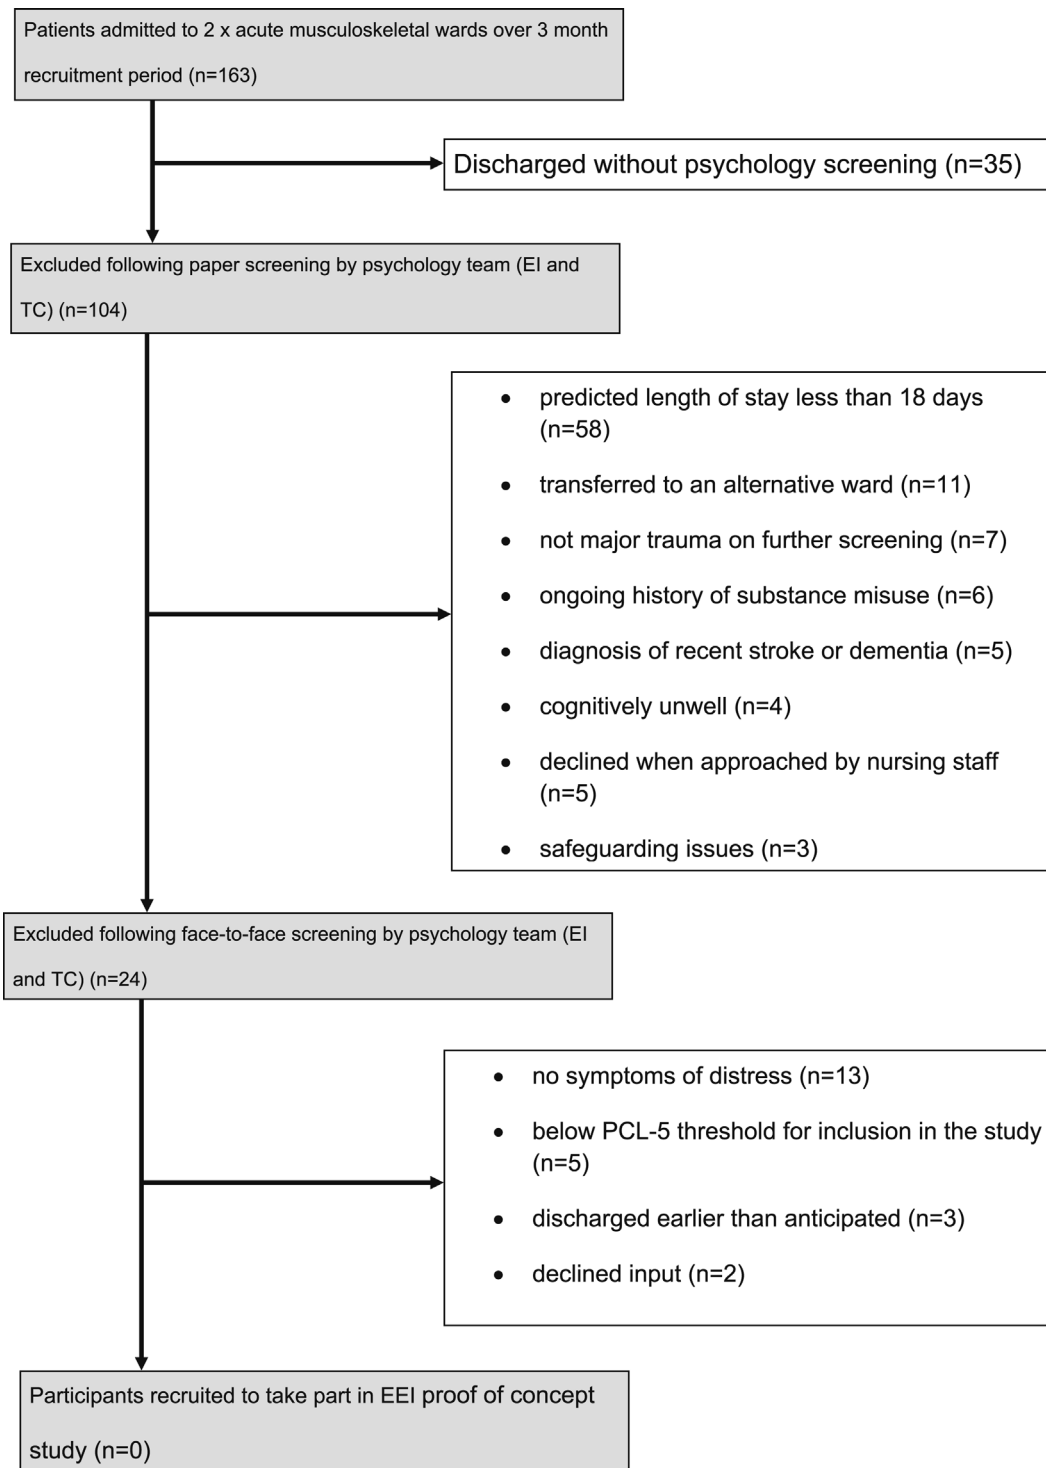 Patients admitted to 2 x acute musculoskeletal wards over 3 month
recruitment period (n=163)
Discharged without psychology screening (n=35)
Excluded following paper screening by psychology team (EI and
TC) (n=104)
• predicted length of stay less than 18 days
(n=58)
• transferred to an alternative ward (n=11)
• not major trauma on further screening (n=7)
• ongoing history of substance misuse (n=6)
• diagnosis of recent stroke or dementia (n=5)
• cognitively unwell (n=4)
• declined when approached by nursing staff
(n=5)
• safeguarding issues (n=3)
Excluded following face-to-face screening by psychology team (EI
and TC) (n=24)
• no symptoms of distress (n=13)
• below PCL-5 threshold for inclusion in the study
(n=5)
• discharged earlier than anticipated (n=3)
• declined input (n=2)
Participants recruited to take part in EEI proof of concept
study (n=0)